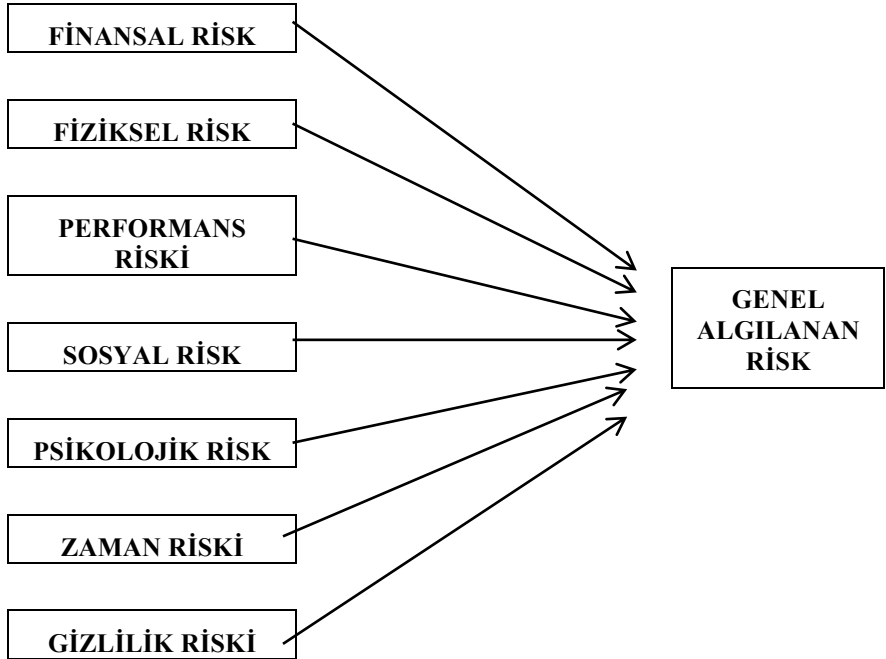 FİNANSAL RİSK
FİZİKSEL RİSK
PERFORMANS
RİSKİ
SOSYAL RİSK
PSİKOLOJİK RİSK
ZAMAN RİSKİ
GİZLİLİK RİSKİ
GENEL
ALGILANAN
RİSK